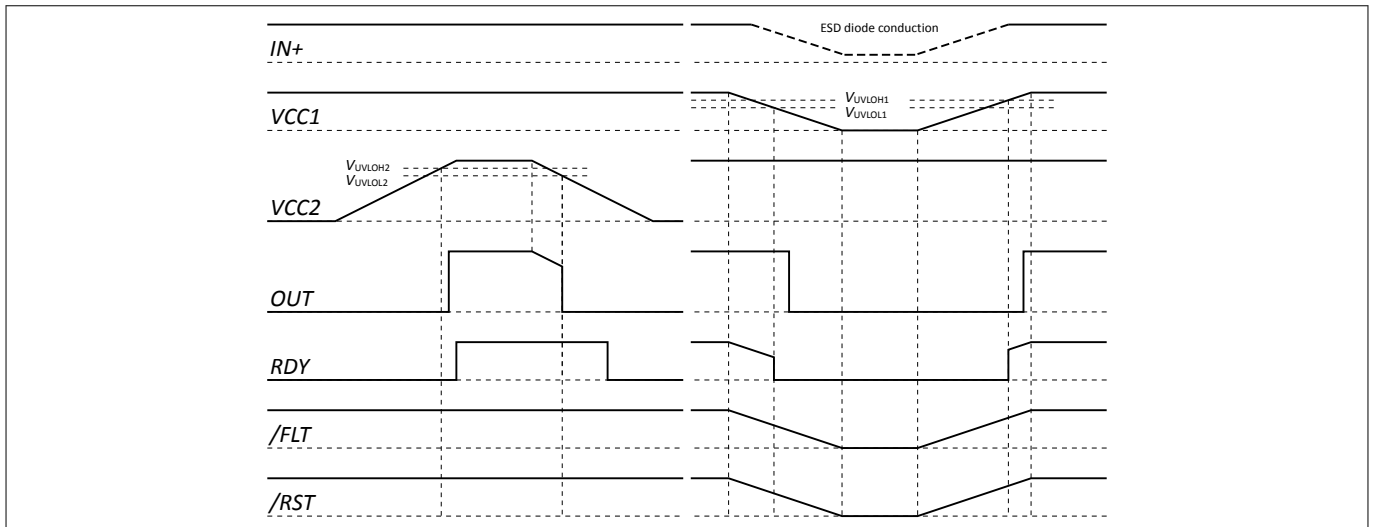 ESD diode conduction
IN+
VUVLOH1
VUVLOL1
VCC1
VUVLOH2
VUVLOL2
VCC2
OUT
RDY
/FLT
/RST